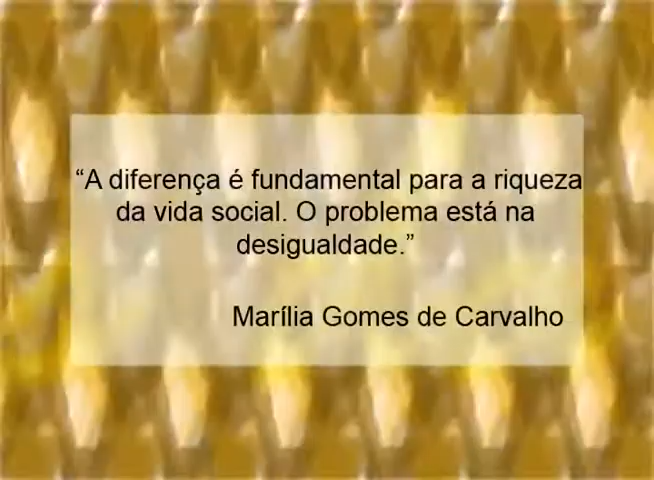 “A diferença é fundamental para a riqueza
da vida social. O problema está na
desigualdade.”
Marília Gomes de Carvalho